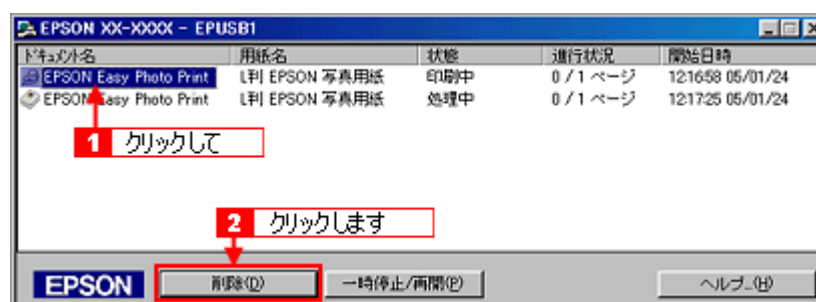 EPSON XX-XXXX - EPUSB1
ドキュメント名 用紙名 状態 進行状況 開始日時
EPSON Easy Photo Print L判 EPSON 写真用紙 印刷中 0 / 1 ページ 12:16:58 05/01/24
EPSON Easy Photo Print L判 EPSON 写真用紙 処理中 0 / 1 ページ 12:17:25 05/01/24
1 クリックして
2 クリックします
EPSON 削除(D) 一時停止/再開(P) ヘルプ...(H)